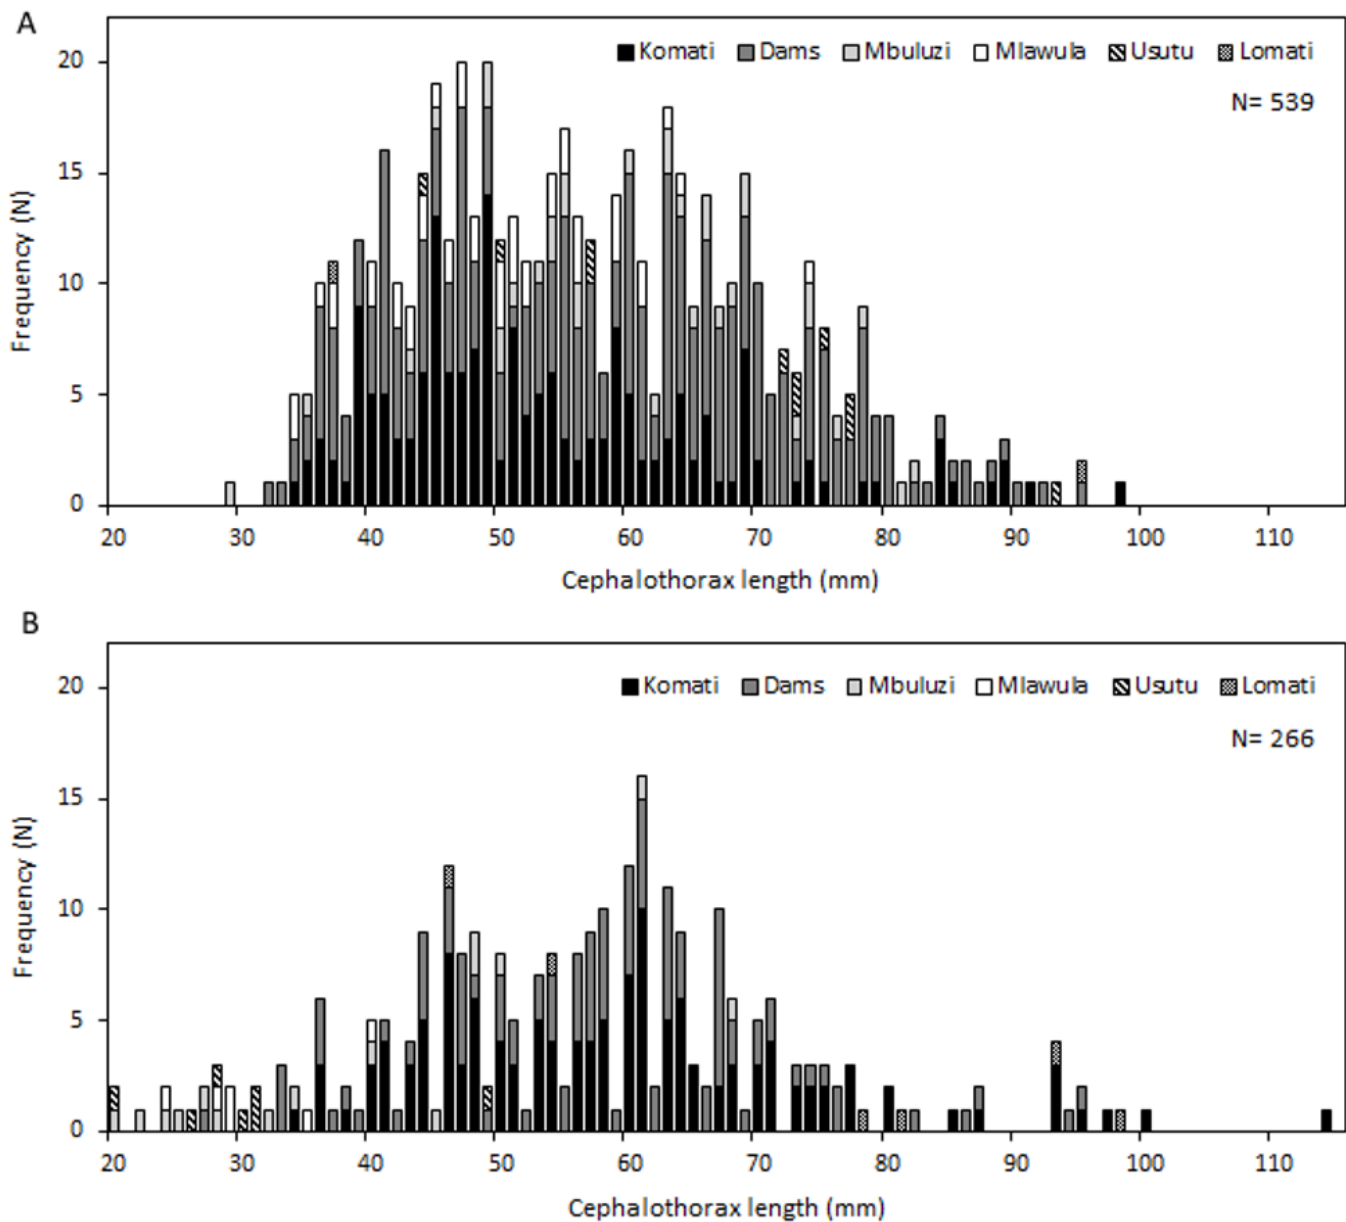 A
Komati Dams Mbuluzi Mlawula Usutu Lomati
N= 539
20
15
10
5
0
Frequency (N)
20 30 40 50 60 70 80 90 100 110
Cephalothorax length (mm)
B
Komati Dams Mbuluzi Mlawula Usutu Lomati
N= 266
20
15
10
5
0
Frequency (N)
20 30 40 50 60 70 80 90 100 110
Cephalothorax length (mm)